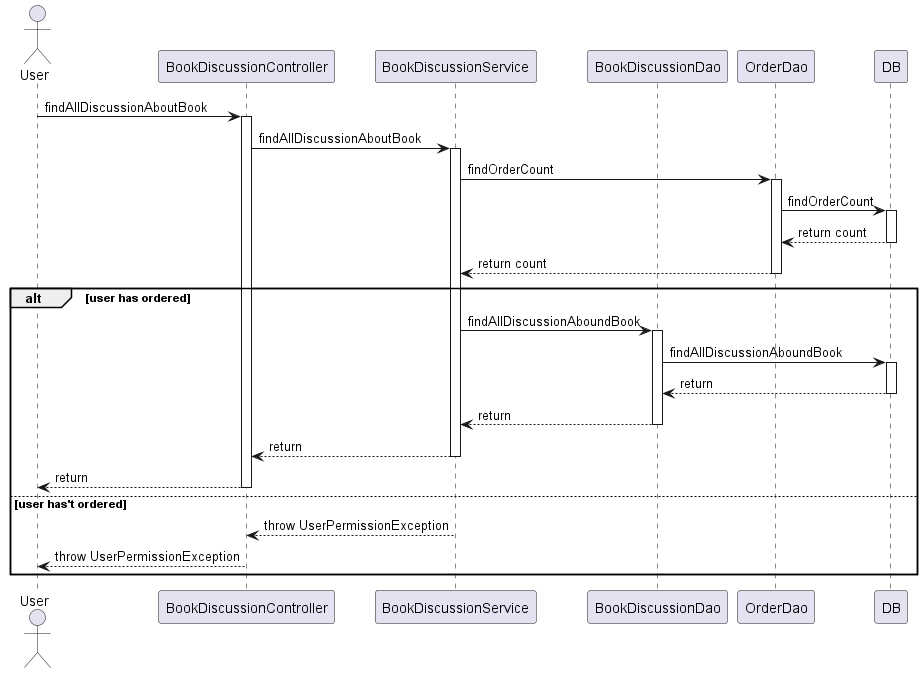 User
BookDiscussionController
BookDiscussionService
BookDiscussionDao
OrderDao
DB
findAllDiscussionAboutBook
findAllDiscussionAboutBook
findOrderCount
findOrderCount
return count
return count
alt
[user has ordered]
findAllDiscussionAboundBook
findAllDiscussionAboundBook
return
return
return
return
[user has't ordered]
throw UserPermissionException
throw UserPermissionException
User
BookDiscussionController
BookDiscussionService
BookDiscussionDao
OrderDao
DB